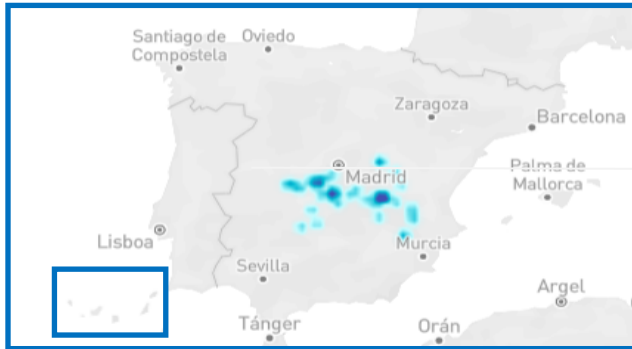 Santiago de
Compostela
Oviedo
Zaragoza
Barcelona
Madrid
Palma de
Mallorca
Lisboa
Murcia
Sevilla
Argel
Tánger
Orán